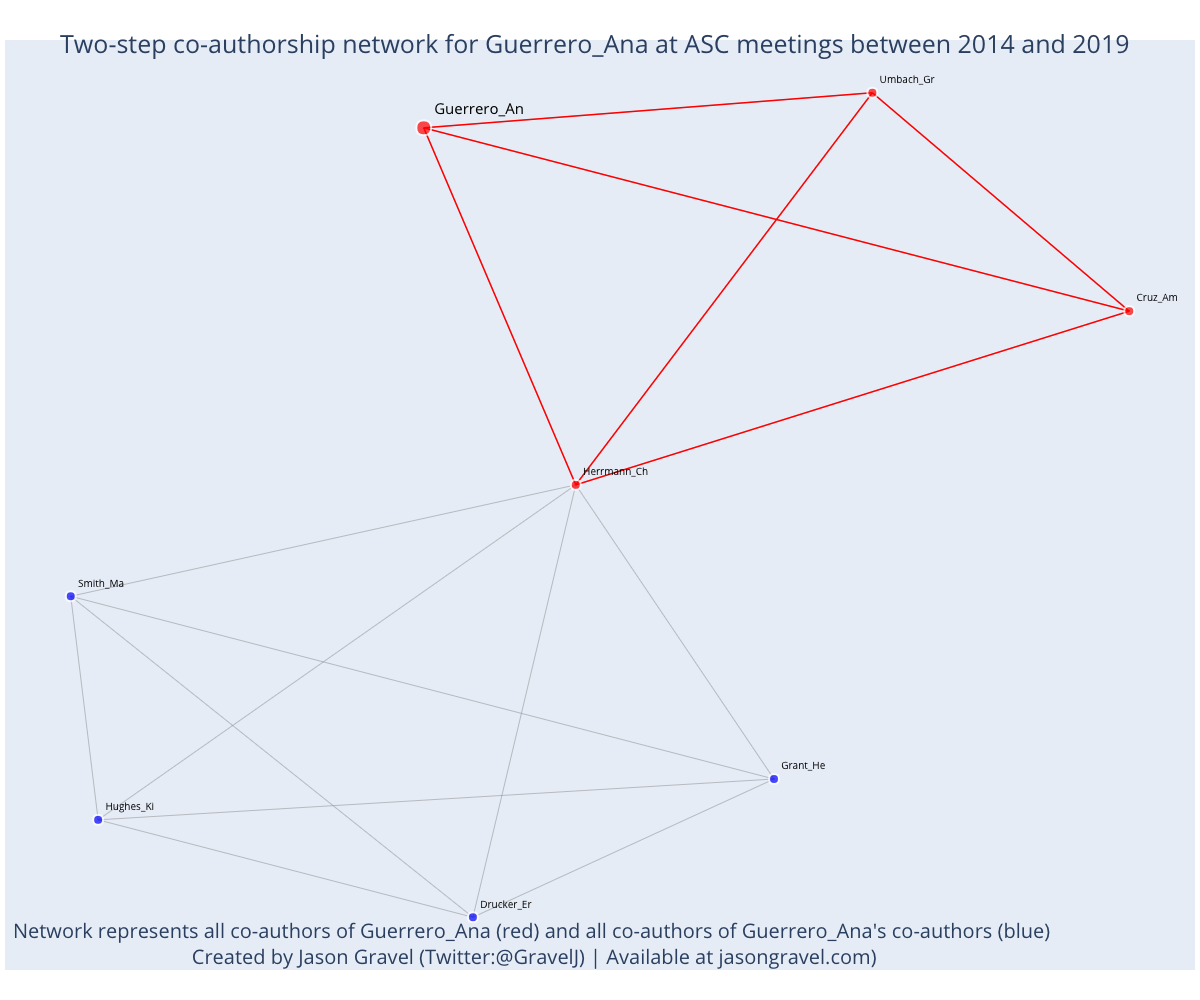 Two-step co-authorship network for Guerrero_Ana at ASC meetings between 2014 and 2019
Umbach_Gr
Guerrero_An
Cruz_Am
Herrmann_Ch
Smith_Ma
Grant_He
Hughes_Ki
Drucker_Er
Network represents all co-authors of Guerrero_Ana (red) and all co-authors of Guerrero_Ana's co-authors (blue)
Created by Jason Gravel (Twitter:@GravelJ) | Available at jasongravel.com)